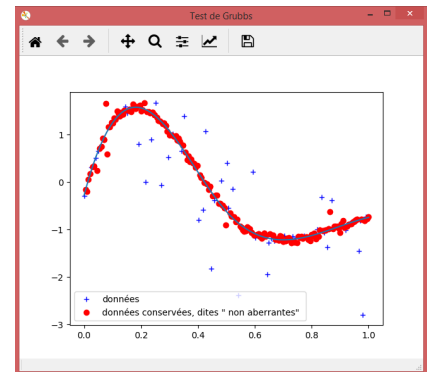 Test de Grubbs
1
0
−1
−2
−3
0.0 0.2 0.4 0.6 0.8 1.0
données
données conservées, dites " non aberrantes"